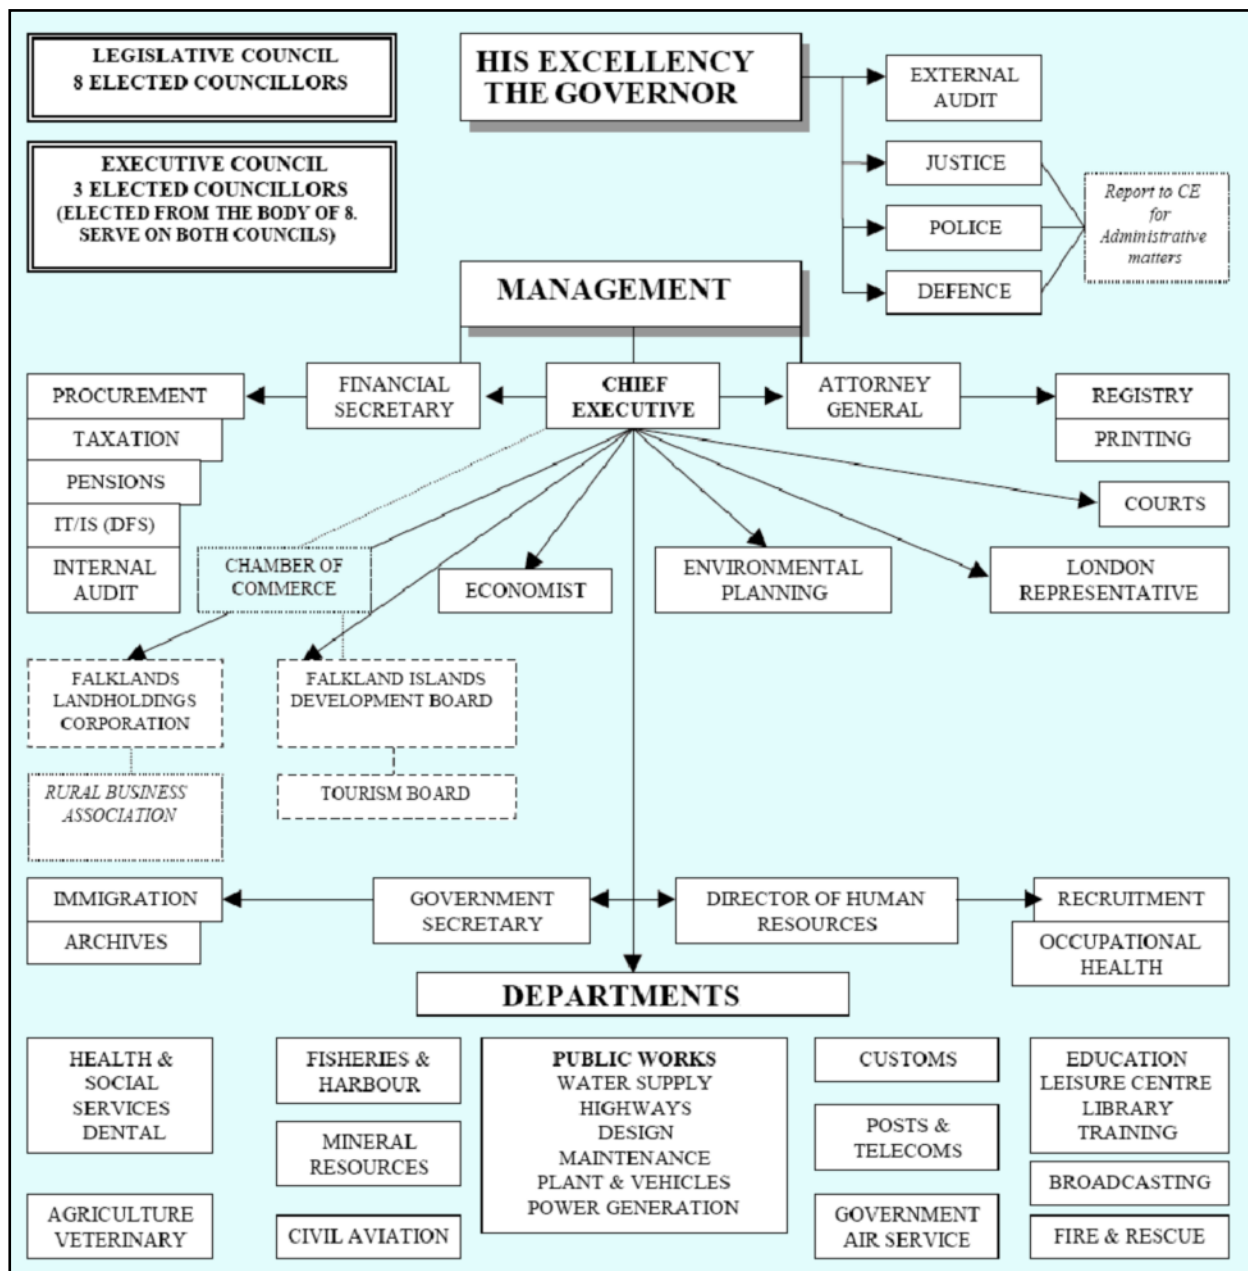 LEGISLATIVE COUNCIL
8 ELECTED COUNCILLORS
EXECUTIVE COUNCIL
3 ELECTED COUNCILLORS
(ELECTED FROM THE BODY OF 8.
SERVE ON BOTH COUNCILS)
HIS EXCELLENCY
THE GOVERNOR
EXTERNAL
AUDIT
JUSTICE
POLICE
DEFENCE
Report to CE
for
Administrative
matters
MANAGEMENT
FINANCIAL
SECRETARY
CHIEF
EXECUTIVE
ATTORNEY
GENERAL
PROCUREMENT
TAXATION
PENSIONS
IT/IS (DFS)
INTERNAL
AUDIT
REGISTRY
PRINTING
COURTS
CHAMBER OF
COMMERCE
ECONOMIST
ENVIRONMENTAL
PLANNING
LONDON
REPRESENTATIVE
FALKLANDS
LANDHOLDINGS
CORPORATION
FALKLAND ISLANDS
DEVELOPMENT BOARD
RURAL BUSINESS
ASSOCIATION
TOURISM BOARD
IMMIGRATION
ARCHIVES
GOVERNMENT
SECRETARY
DIRECTOR OF HUMAN
RESOURCES
RECRUITMENT
OCCUPATIONAL
HEALTH
DEPARTMENTS
HEALTH &
SOCIAL
SERVICES
DENTAL
AGRICULTURE
VETERINARY
FISHERIES &
HARBOUR
MINERAL
RESOURCES
CIVIL AVIATION
PUBLIC WORKS
WATER SUPPLY
HIGHWAYS
DESIGN
MAINTENANCE
PLANT & VEHICLES
POWER GENERATION
CUSTOMS
POSTS &
TELECOMS
GOVERNMENT
AIR SERVICE
EDUCATION
LEISURE CENTRE
LIBRARY
TRAINING
BROADCASTING
FIRE & RESCUE